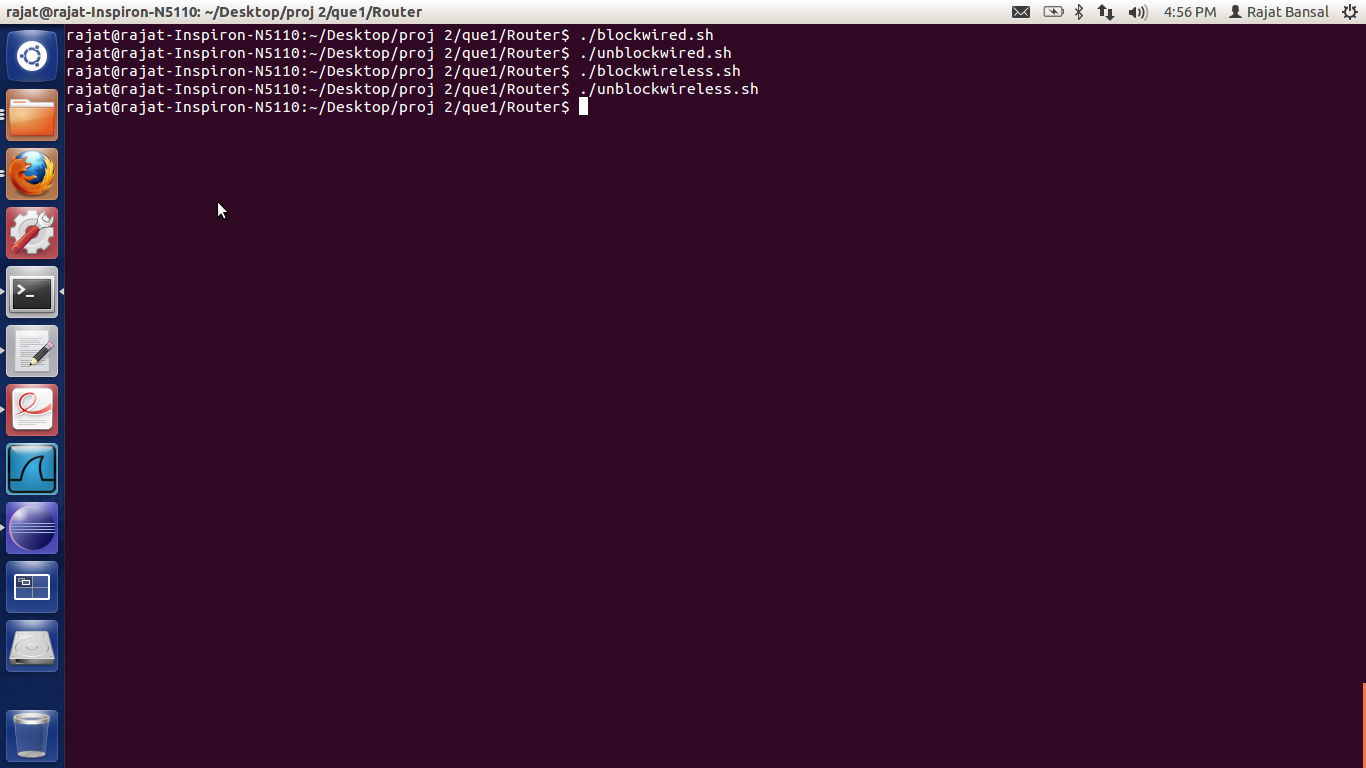 rajat@rajat-Inspiron-N5110: ~/Desktop/proj 2/que1/Router
4:56 PM
Rajat Bansal
rajat@rajat-Inspiron-N5110:~/Desktop/proj 2/que1/Router$ ./blockwired.sh
rajat@rajat-Inspiron-N5110:~/Desktop/proj 2/que1/Router$ ./unblockwired.sh
rajat@rajat-Inspiron-N5110:~/Desktop/proj 2/que1/Router$ ./blockwireless.sh
rajat@rajat-Inspiron-N5110:~/Desktop/proj 2/que1/Router$ ./unblockwireless.sh
rajat@rajat-Inspiron-N5110:~/Desktop/proj 2/que1/Router$